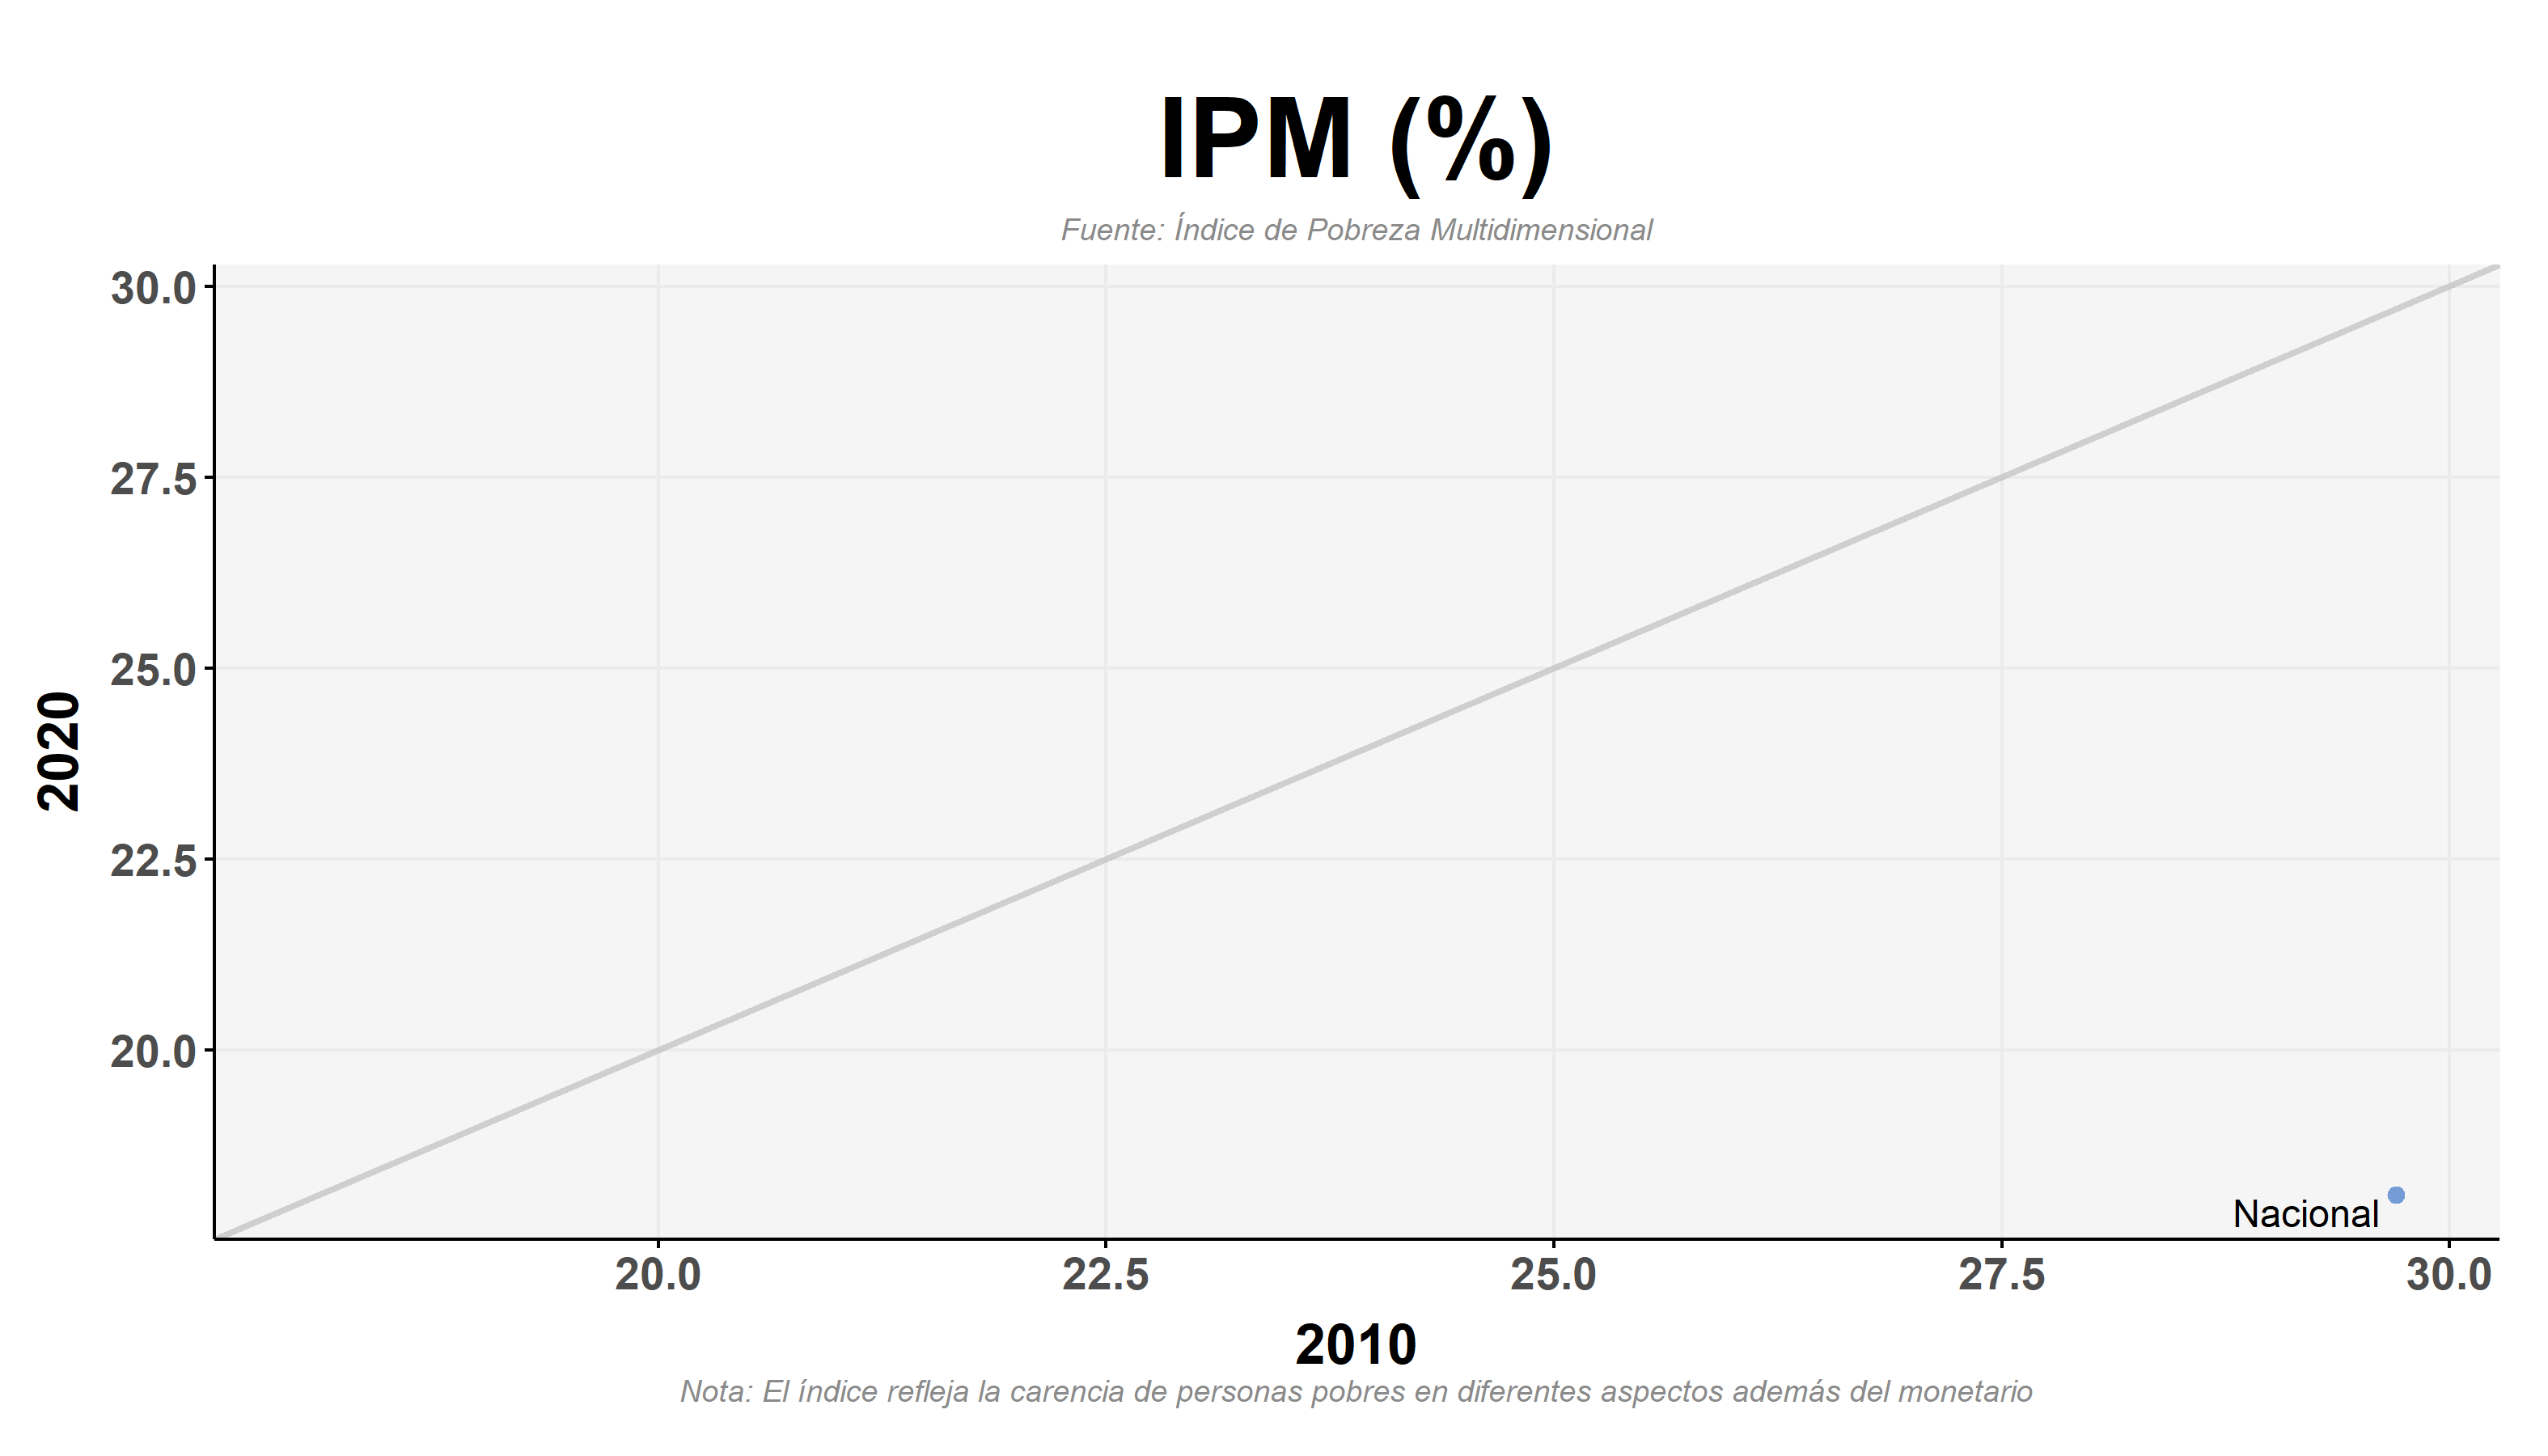 IPM (%)
Fuente: Índice de Pobreza Multidimensional
30.0
27.5
25.0
22.5
20.0
2020
Nacional
20.0 22.5 25.0 27.5 30.0
2010
Nota: El índice refleja la carencia de personas pobres en diferentes aspectos además del monetario